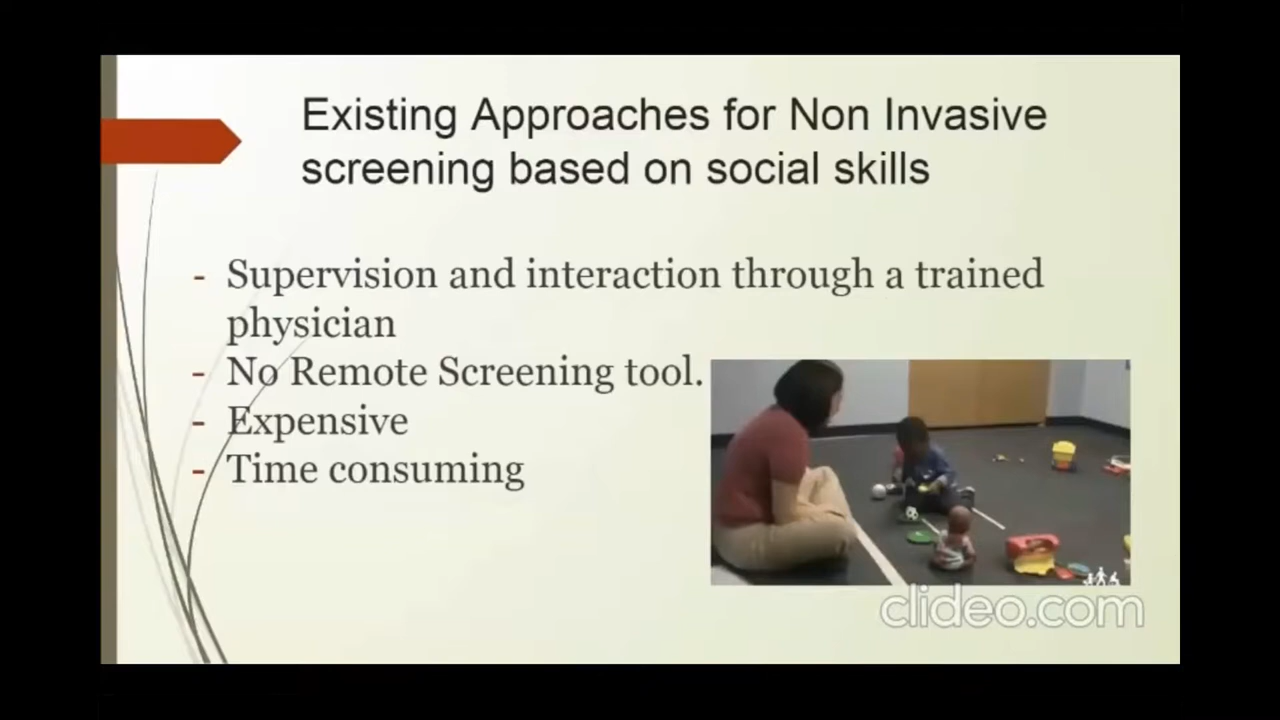 Existing Approaches for Non Invasive
screening based on social skills
- Supervision and interaction through a trained
physician
- No Remote Screening tool.
- Expensive
- Time consuming
clideo.com